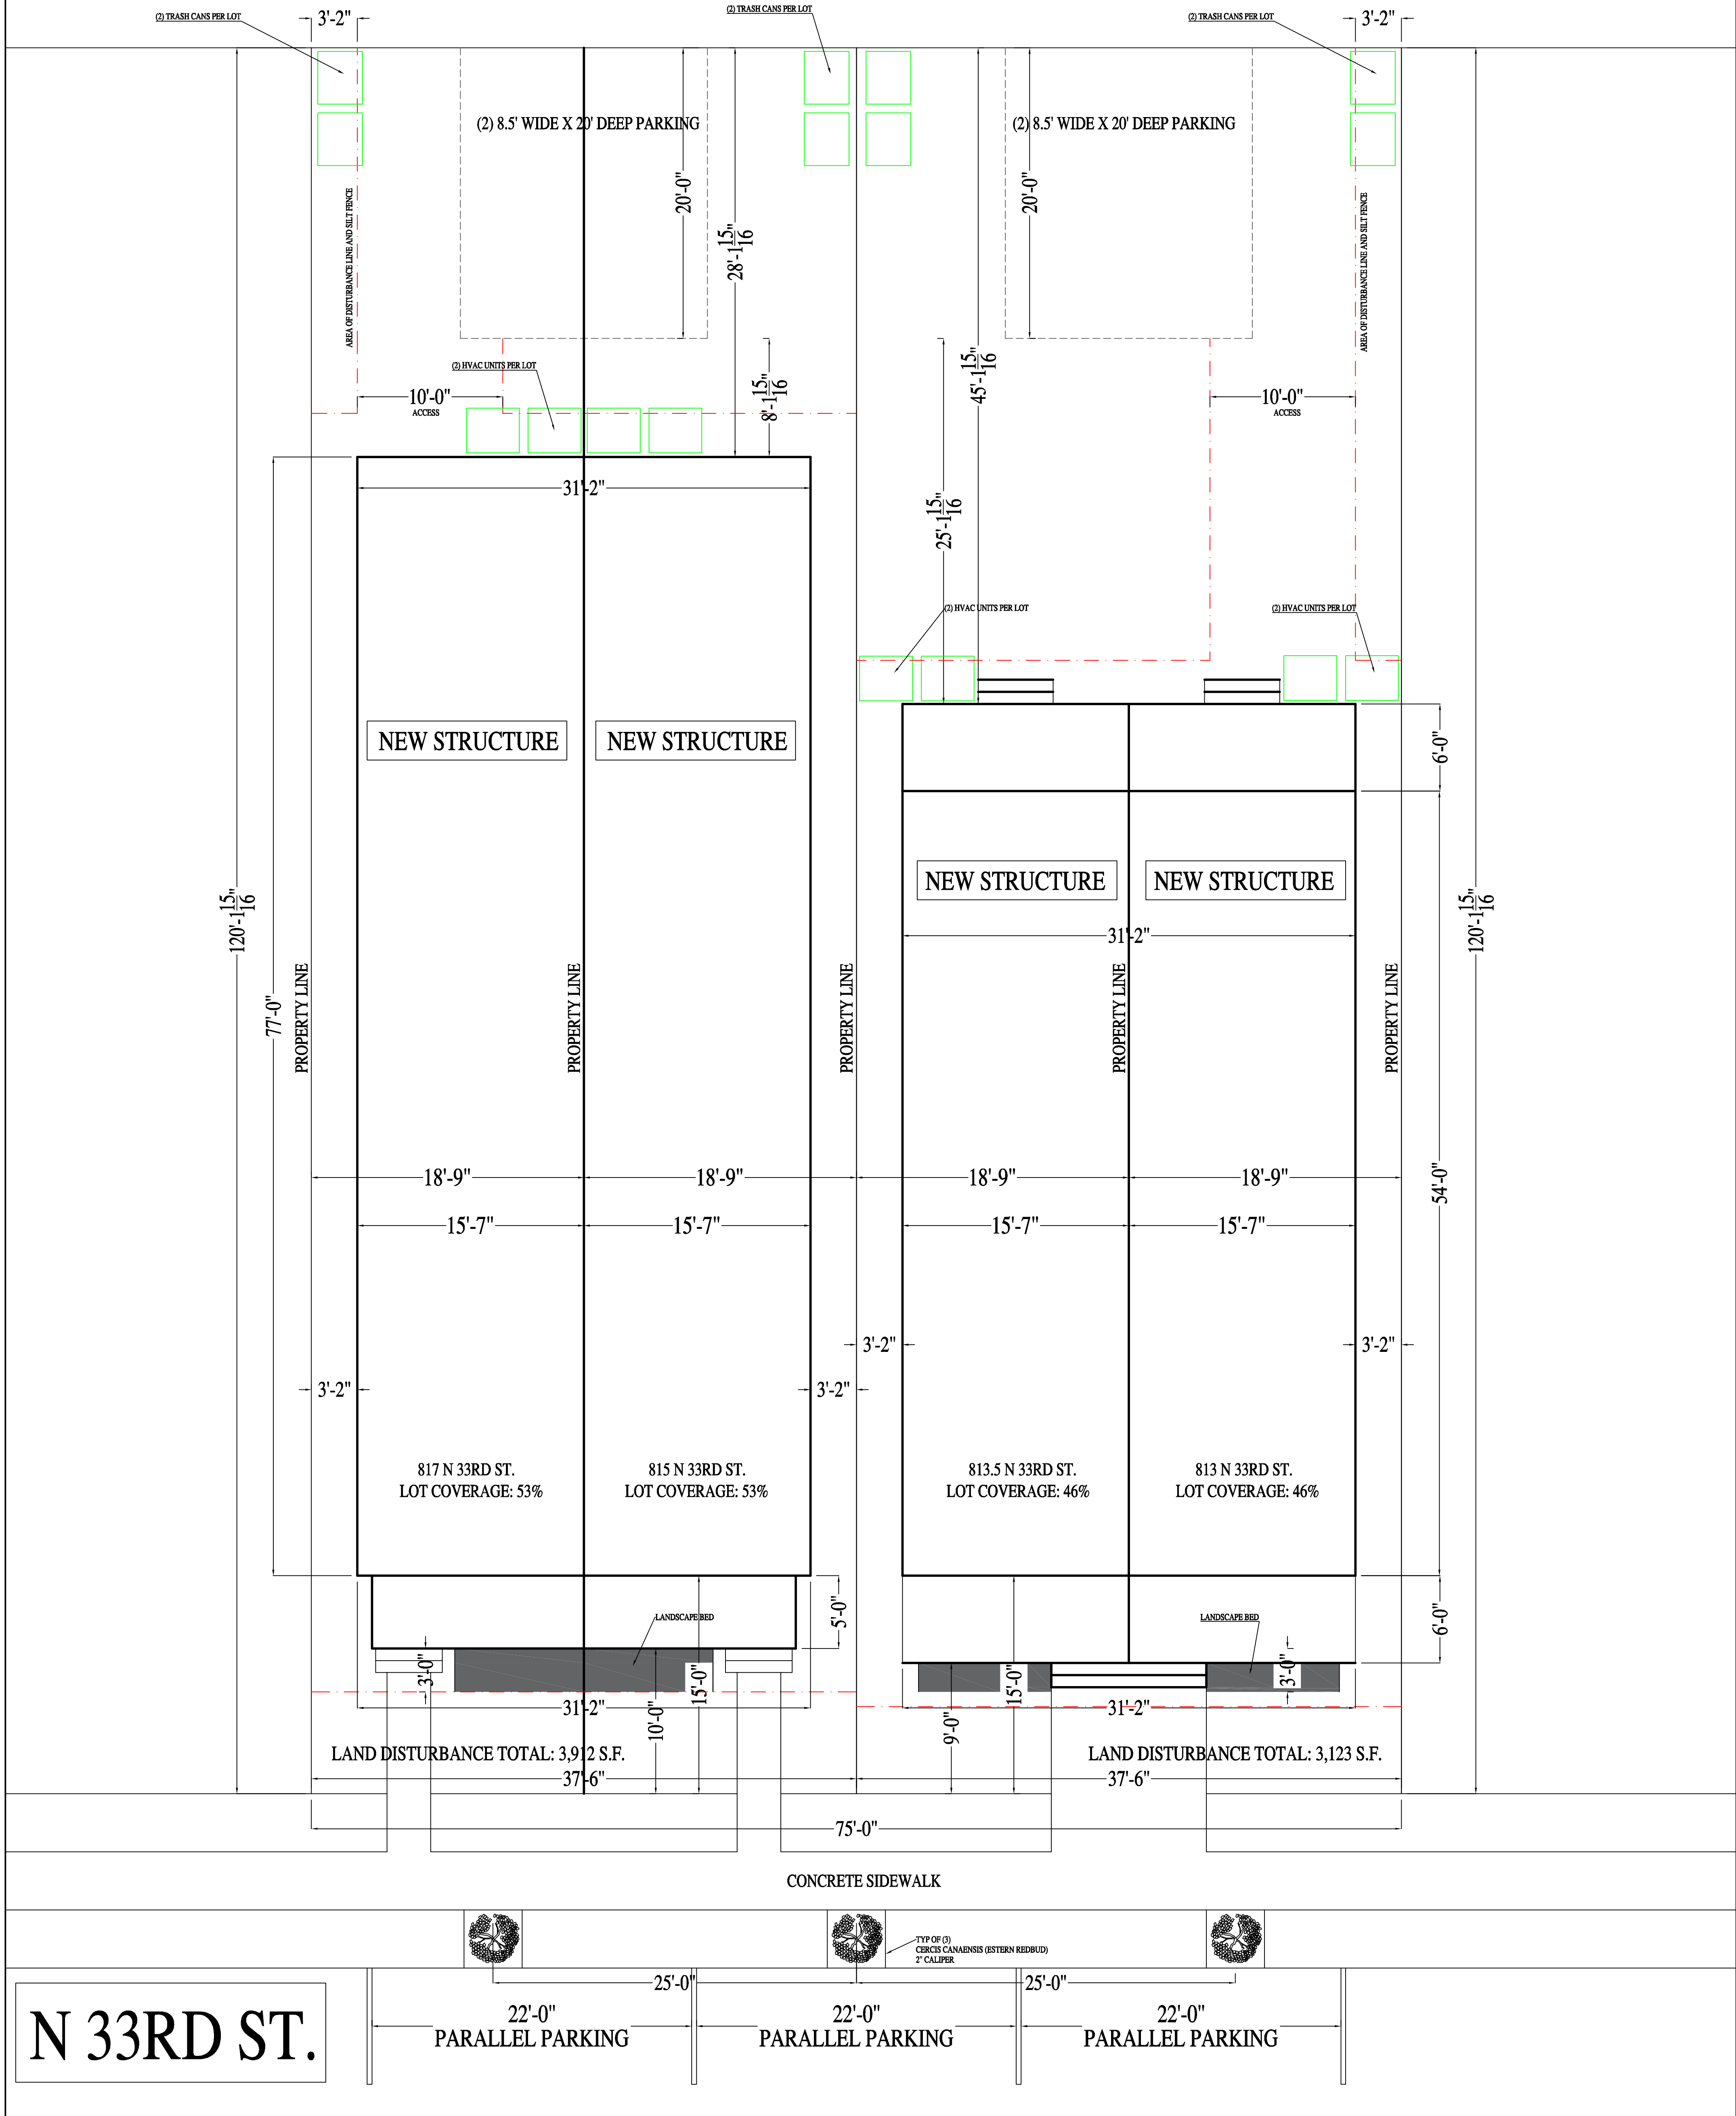 (2) TRASH CANS PER LOT
3'-2"
(2) TRASH CANS PER LOT
(2) TRASH CANS PER LOT
3'-2"
(2) 8.5' WIDE X 20' DEEP PARKING
(2) 8.5' WIDE X 20' DEEP PARKING
20'-0"
28'-1 15/16"
20'-0"
AREA OF DISTURBANCE LINE AND SILT FENCE
AREA OF DISTURBANCE LINE AND SILT FENCE
(2) HVAC UNITS PER LOT
8'-1 15/16"
45'-1 15/16"
10'-0"
ACCESS
10'-0"
ACCESS
31'-2"
25'-1 15/16"
(2) HVAC UNITS PER LOT
(2) HVAC UNITS PER LOT
NEW STRUCTURE
NEW STRUCTURE
6'-0"
NEW STRUCTURE
NEW STRUCTURE
120'-1 15/16"
120'-1 15/16"
31'-2"
77'-0"
PROPERTY LINE
PROPERTY LINE
PROPERTY LINE
PROPERTY LINE
PROPERTY LINE
18'-9"
18'-9"
18'-9"
18'-9"
54'-0"
15'-7"
15'-7"
15'-7"
15'-7"
3'-2"
3'-2"
3'-2"
3'-2"
817 N 33RD ST.
LOT COVERAGE: 53%
815 N 33RD ST.
LOT COVERAGE: 53%
813.5 N 33RD ST.
LOT COVERAGE: 46%
813 N 33RD ST.
LOT COVERAGE: 46%
5'-0"
6'-0"
LANDSCAPE BED
LANDSCAPE BED
3'-0"
15'-0"
15'-0"
3'-0"
31'-2"
10'-0"
9'-0"
31'-2"
LAND DISTURBANCE TOTAL: 3,912 S.F.
LAND DISTURBANCE TOTAL: 3,123 S.F.
37'-6"
37'-6"
75'-0"
CONCRETE SIDEWALK
TYP OF (3)
CERCIS CANAENSIS (ESTERN REDBUD)
2" CALIPER
25'-0"
25'-0"
22'-0"
PARALLEL PARKING
22'-0"
PARALLEL PARKING
22'-0"
PARALLEL PARKING
N 33RD ST.